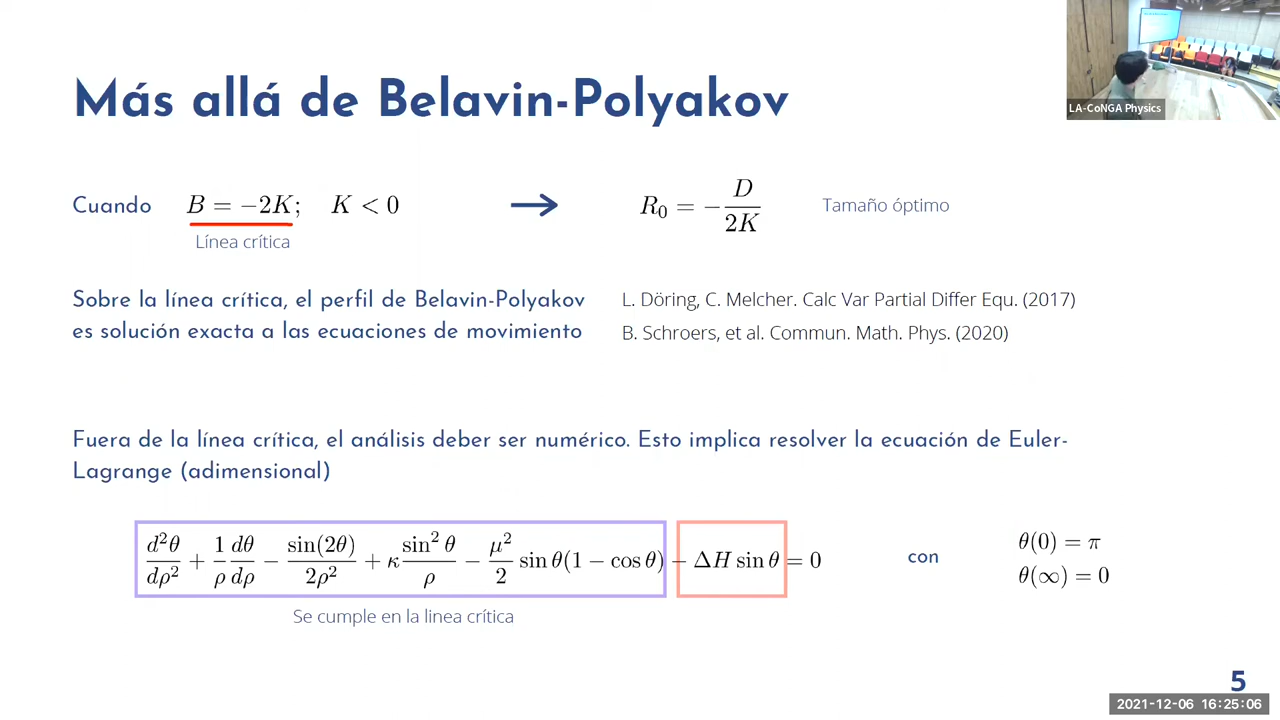 LA-CoNGA Physics
Más allá de Belavin-Polyakov
Cuando B = −2K; K < 0 → R₀ = −D/2K Tamaño óptimo
Línea crítica
Sobre la línea crítica, el perfil de Belavin-Polyakov
es solución exacta a las ecuaciones de movimiento
L. Döring, C. Melcher. Calc Var Partial Differ Equ. (2017)
B. Schroers, et al. Commun. Math. Phys. (2020)
Fuera de la línea crítica, el análisis deber ser numérico. Esto implica resolver la ecuación de Euler-
Lagrange (adimensional)
d²θ/dρ² + 1/ρ dθ/dρ − sin(2θ)/2ρ² + κ sin² θ/ρ − μ²/2 sin θ(1 − cos θ) − ΔH sin θ = 0 con
θ(0) = π
θ(∞) = 0
Se cumple en la linea crítica
5
2021-12-06 16:25:06